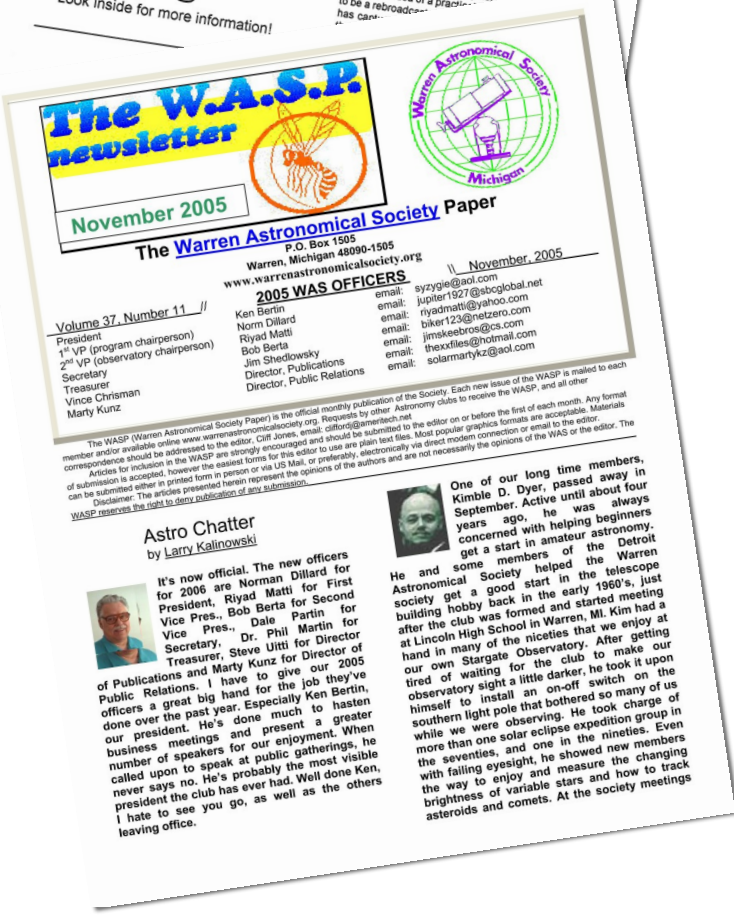 Look inside for more information!
to be a rebroadcast of a
has
The W.A.S.P.
newsletter
November 2005
Warren Astronomical Society
Michigan
The Warren Astronomical Society Paper
P.O. Box 1505
Warren, Michigan 48090-1505
www.warrenastronomicalsociety.org
Volume 37, Number 11 //
\\ November, 2005
2005 WAS OFFICERS
President Ken Bertin email: syzygie@aol.com
1st VP (program chairperson) Norm Dillard email: jupiter1927@sbcglobal.net
2nd VP (observatory chairperson) Riyad Matti email: riyadmatti@yahoo.com
Secretary Bob Berta email: biker123@netzero.com
Treasurer Jim Shedlowsky email: jimskeebros@cs.com
Vince Chrisman Director, Publications email: thexxfiles@hotmail.com
Marty Kunz Director, Public Relations email: solarmartykz@aol.com
The WASP (Warren Astronomical Society Paper) is the official monthly publication of the Society. Each new issue of the WASP is mailed to each
member and/or available online www.warrenastronomicalsociety.org. Requests by other Astronomy clubs to receive the WASP, and all other
correspondence should be addressed to the editor, Cliff Jones, email: cliffordj@ameritech.net
Articles for inclusion in the WASP are strongly encouraged and should be submitted to the editor on or before the first of each month. Any format
of submission is accepted, however the easiest forms for this editor to use are plain text files. Most popular graphics formats are acceptable. Materials
can be submitted either in printed form in person or via US Mail, or preferably, electronically via direct modem connection or email to the editor.
Disclaimer: The articles presented herein represent the opinions of the authors and are not necessarily the opinions of the WAS or the editor. The
WASP reserves the right to deny publication of any submission.
Astro Chatter
by Larry Kalinowski
It's now official. The new officers
for 2006 are Norman Dillard for
President, Riyad Matti for First
Vice Pres., Bob Berta for Second
Vice Pres., Dale Partin for
Secretary, Dr. Phil Martin for
Treasurer, Steve Uitti for Director
of Publications and Marty Kunz for Director of
Public Relations. I have to give our 2005
officers a great big hand for the job they've
done over the past year. Especially Ken Bertin,
our president. He's done much to hasten
business meetings and present a greater
number of speakers for our enjoyment. When
called upon to speak at public gatherings, he
never says no. He's probably the most visible
president the club has ever had. Well done Ken,
I hate to see you go, as well as the others
leaving office.
One of our long time members,
Kimble D. Dyer, passed away in
September. Active until about four
years ago, he was always
concerned with helping beginners
get a start in amateur astronomy.
He and some members of the Detroit
Astronomical Society helped the Warren
society get a good start in the telescope
building hobby back in the early 1960's, just
after the club was formed and started meeting
at Lincoln High School in Warren, MI. Kim had a
hand in many of the niceties that we enjoy at
our own Stargate Observatory. After getting
tired of waiting for the club to make our
observatory sight a little darker, he took it upon
himself to install an on-off switch on the
southern light pole that bothered so many of us
while we were observing. He took charge of
more than one solar eclipse expedition group in
the seventies, and one in the nineties. Even
with failing eyesight, he showed new members
the way to enjoy and measure the changing
brightness of variable stars and how to track
asteroids and comets. At the society meetings